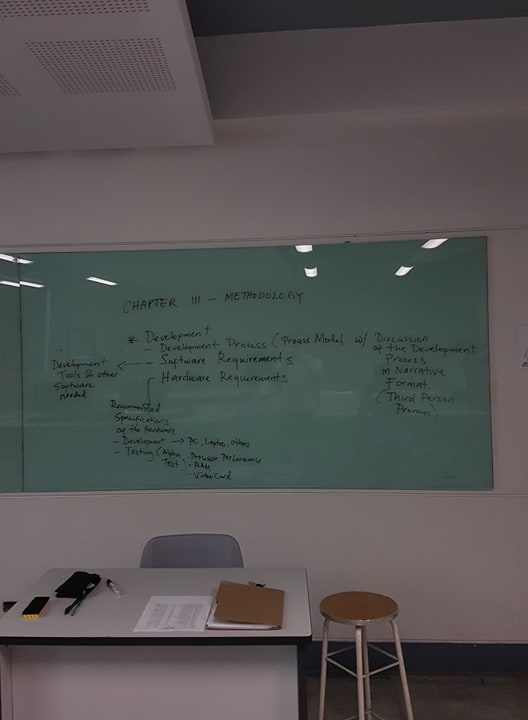 CHAPTER III - METHODOLOGY
* Development
- Development Process (Process Model w/ Discussion
of the Development
Process
in Narrative
Format
(Third Person
Pronoun)
- Software Requirements
Development
Tools & other
Software
needed
Hardware Requirements
Recommended
Specifications
of the Hardware
- Development → PC, Laptop, others
- Testing (Alpha
Test)
• Processor Performance
• RAM
• Video Card